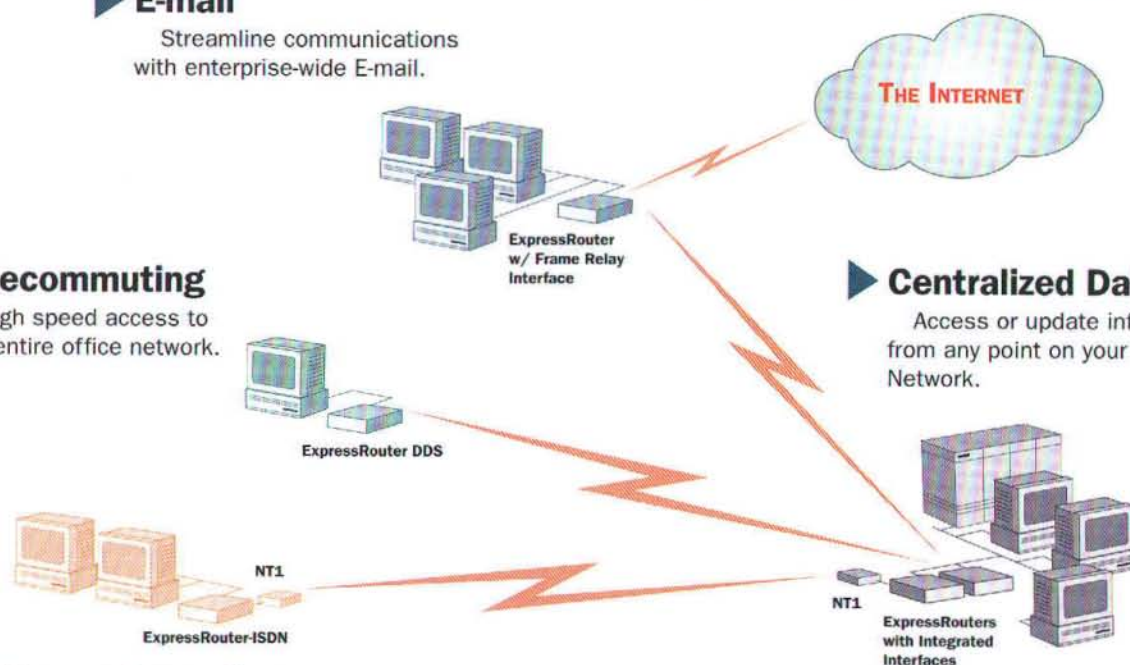 E-mail
Streamline communications
with enterprise-wide E-mail.
THE INTERNET
ExpressRouter
w/ Frame Relay
Interface
ecommuting
gh speed access to
entire office network.
Centralized Da
Access or update inf
from any point on your
Network.
ExpressRouter DDS
NT1
ExpressRouter-ISDN
NT1
ExpressRouters
with Integrated
Interfaces